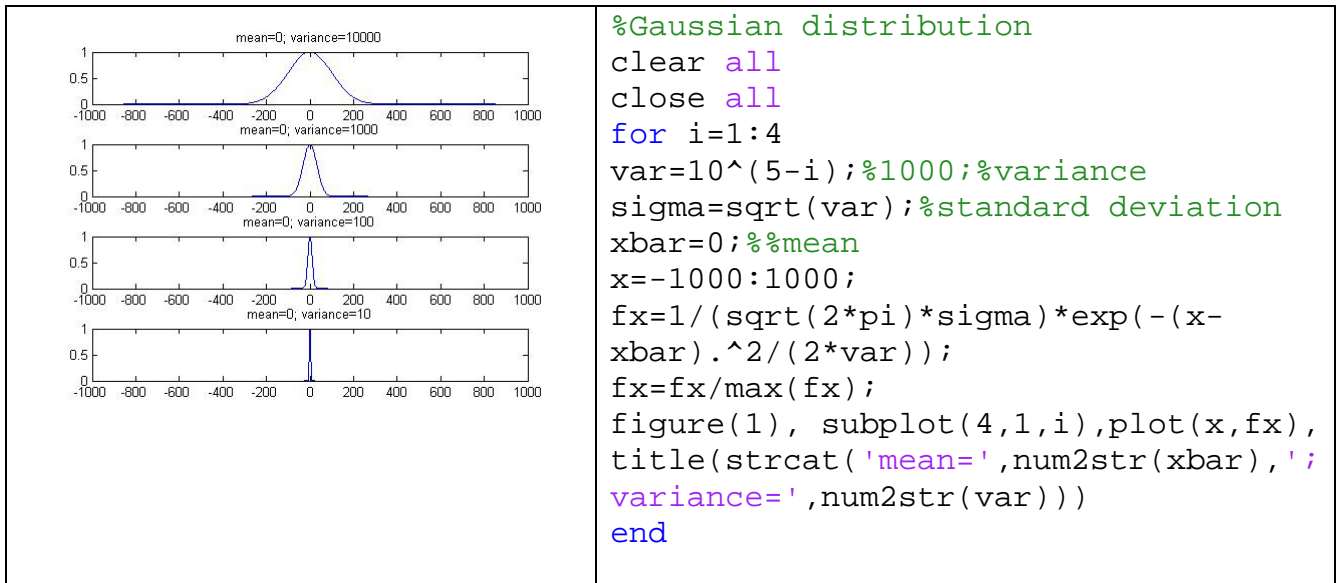 mean=0; variance=10000
1
0.5
0
-1000 -800 -600 -400 -200 0 200 400 600 800 1000
mean=0; variance=1000
1
0.5
0
-1000 -800 -600 -400 -200 0 200 400 600 800 1000
mean=0; variance=100
1
0.5
0
-1000 -800 -600 -400 -200 0 200 400 600 800 1000
mean=0; variance=10
1
0.5
0
-1000 -800 -600 -400 -200 0 200 400 600 800 1000
%Gaussian distribution
clear all
close all
for i=1:4
var=10^(5-i);%1000;%variance
sigma=sqrt(var);%standard deviation
xbar=0;%%mean
x=-1000:1000;
fx=1/(sqrt(2*pi)*sigma)*exp(-(x-
xbar).^2/(2*var));
fx=fx/max(fx);
figure(1), subplot(4,1,i),plot(x,fx),
title(strcat('mean=',num2str(xbar),';
variance=',num2str(var)))
end